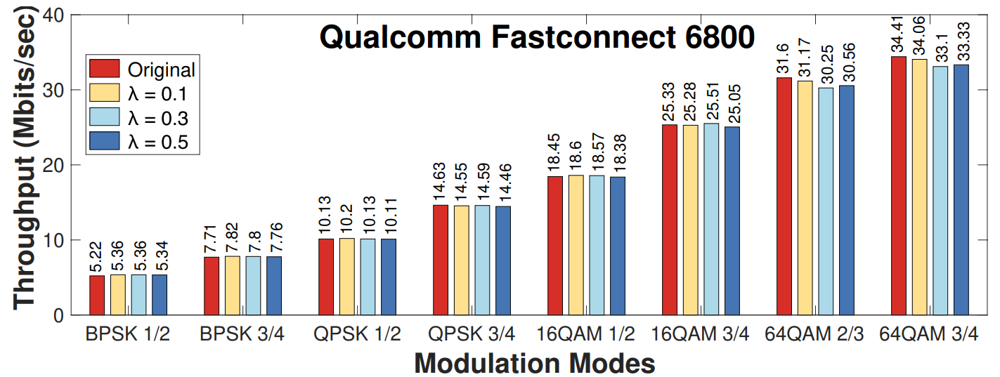 Qualcomm Fastconnect 6800
Throughput (Mbits/sec)
40
30
20
10
0
Original
λ = 0.1
λ = 0.3
λ = 0.5
5.22 5.36 5.36 5.34
7.71 7.82 7.8 7.76
10.13 10.2 10.13 10.11
14.63 14.55 14.59 14.46
18.45 18.6 18.57 18.38
25.33 25.28 25.51 25.05
31.6 31.17 30.25 30.56
34.41 34.06 33.1 33.33
BPSK 1/2 BPSK 3/4 QPSK 1/2 QPSK 3/4 16QAM 1/2 16QAM 3/4 64QAM 2/3 64QAM 3/4
Modulation Modes